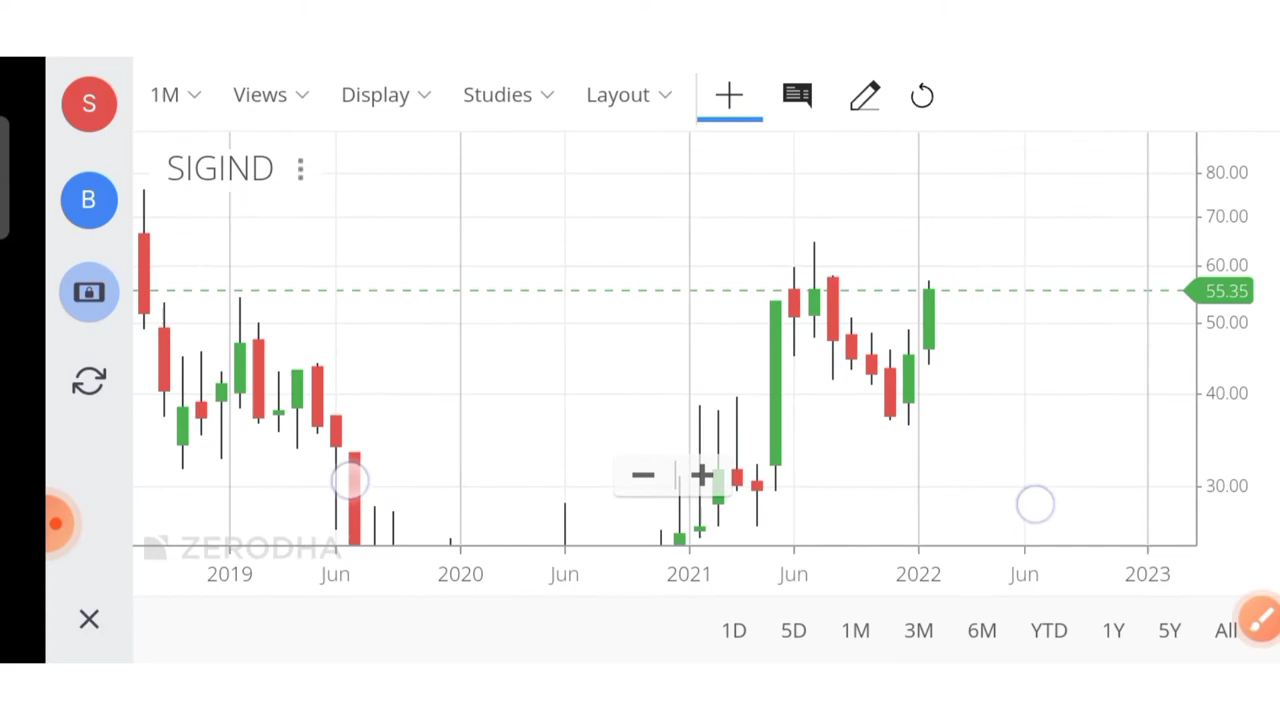 S
1M Views Display Studies Layout
SIGIND
B
80.00
70.00
60.00
55.35
50.00
40.00
30.00
ZERODHA
2019 Jun 2020 Jun 2021 Jun 2022 Jun 2023
1D 5D 1M 3M 6M YTD 1Y 5Y All